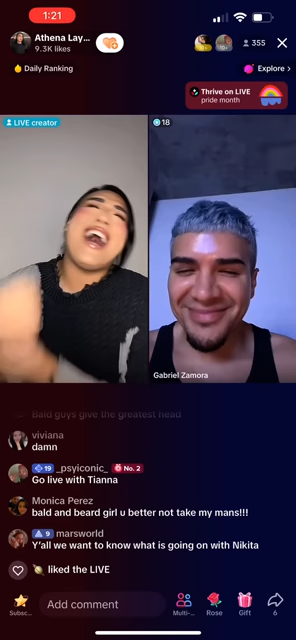 1:21
Athena Lay...
9.3K likes
355
Daily Ranking
Explore >
Thrive on LIVE
pride month
LIVE creator
18
Gabriel Zamora
Bald guys give the greatest head
viviana
damn
19 _psyiconic_ No. 2
Go live with Tianna
Monica Perez
bald and beard girl u better not take my mans!!!
9 marsworld
Y'all we want to know what is going on with Nikita
liked the LIVE
Add comment
Subsc... Multi-... Rose Gift 6